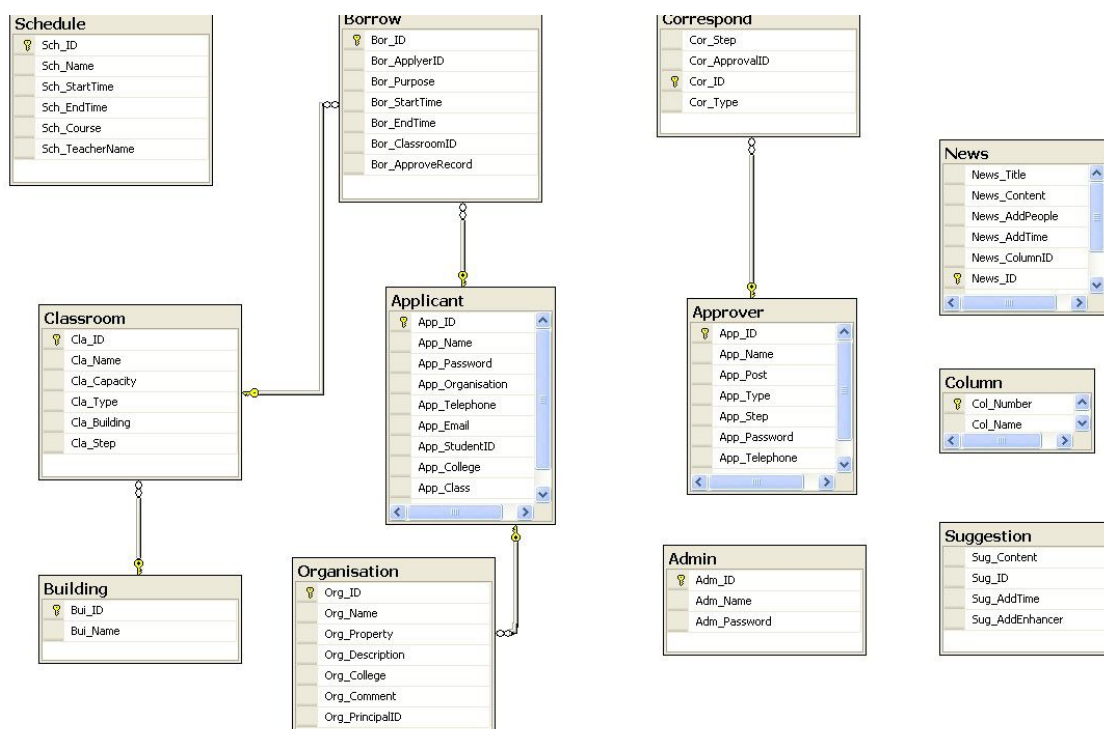 Schedule
Sch_ID
Sch_Name
Sch_StartTime
Sch_EndTime
Sch_Course
Sch_TeacherName
Borrow
Bor_ID
Bor_ApplyerID
Bor_Purpose
Bor_StartTime
Bor_EndTime
Bor_ClassroomID
Bor_ApproveRecord
Correspond
Cor_Step
Cor_ApprovalID
Cor_ID
Cor_Type
News
News_Title
News_Content
News_AddPeople
News_AddTime
News_ColumnID
News_ID
Classroom
Cla_ID
Cla_Name
Cla_Capacity
Cla_Type
Cla_Building
Cla_Step
Applicant
App_ID
App_Name
App_Password
App_Organisation
App_Telephone
App_Email
App_StudentID
App_College
App_Class
Approver
App_ID
App_Name
App_Post
App_Type
App_Step
App_Password
App_Telephone
Column
Col_Number
Col_Name
Building
Bui_ID
Bui_Name
Organisation
Org_ID
Org_Name
Org_Property
Org_Description
Org_College
Org_Comment
Org_PrincipalID
Admin
Adm_ID
Adm_Name
Adm_Password
Suggestion
Sug_Content
Sug_ID
Sug_AddTime
Sug_AddEnhancer